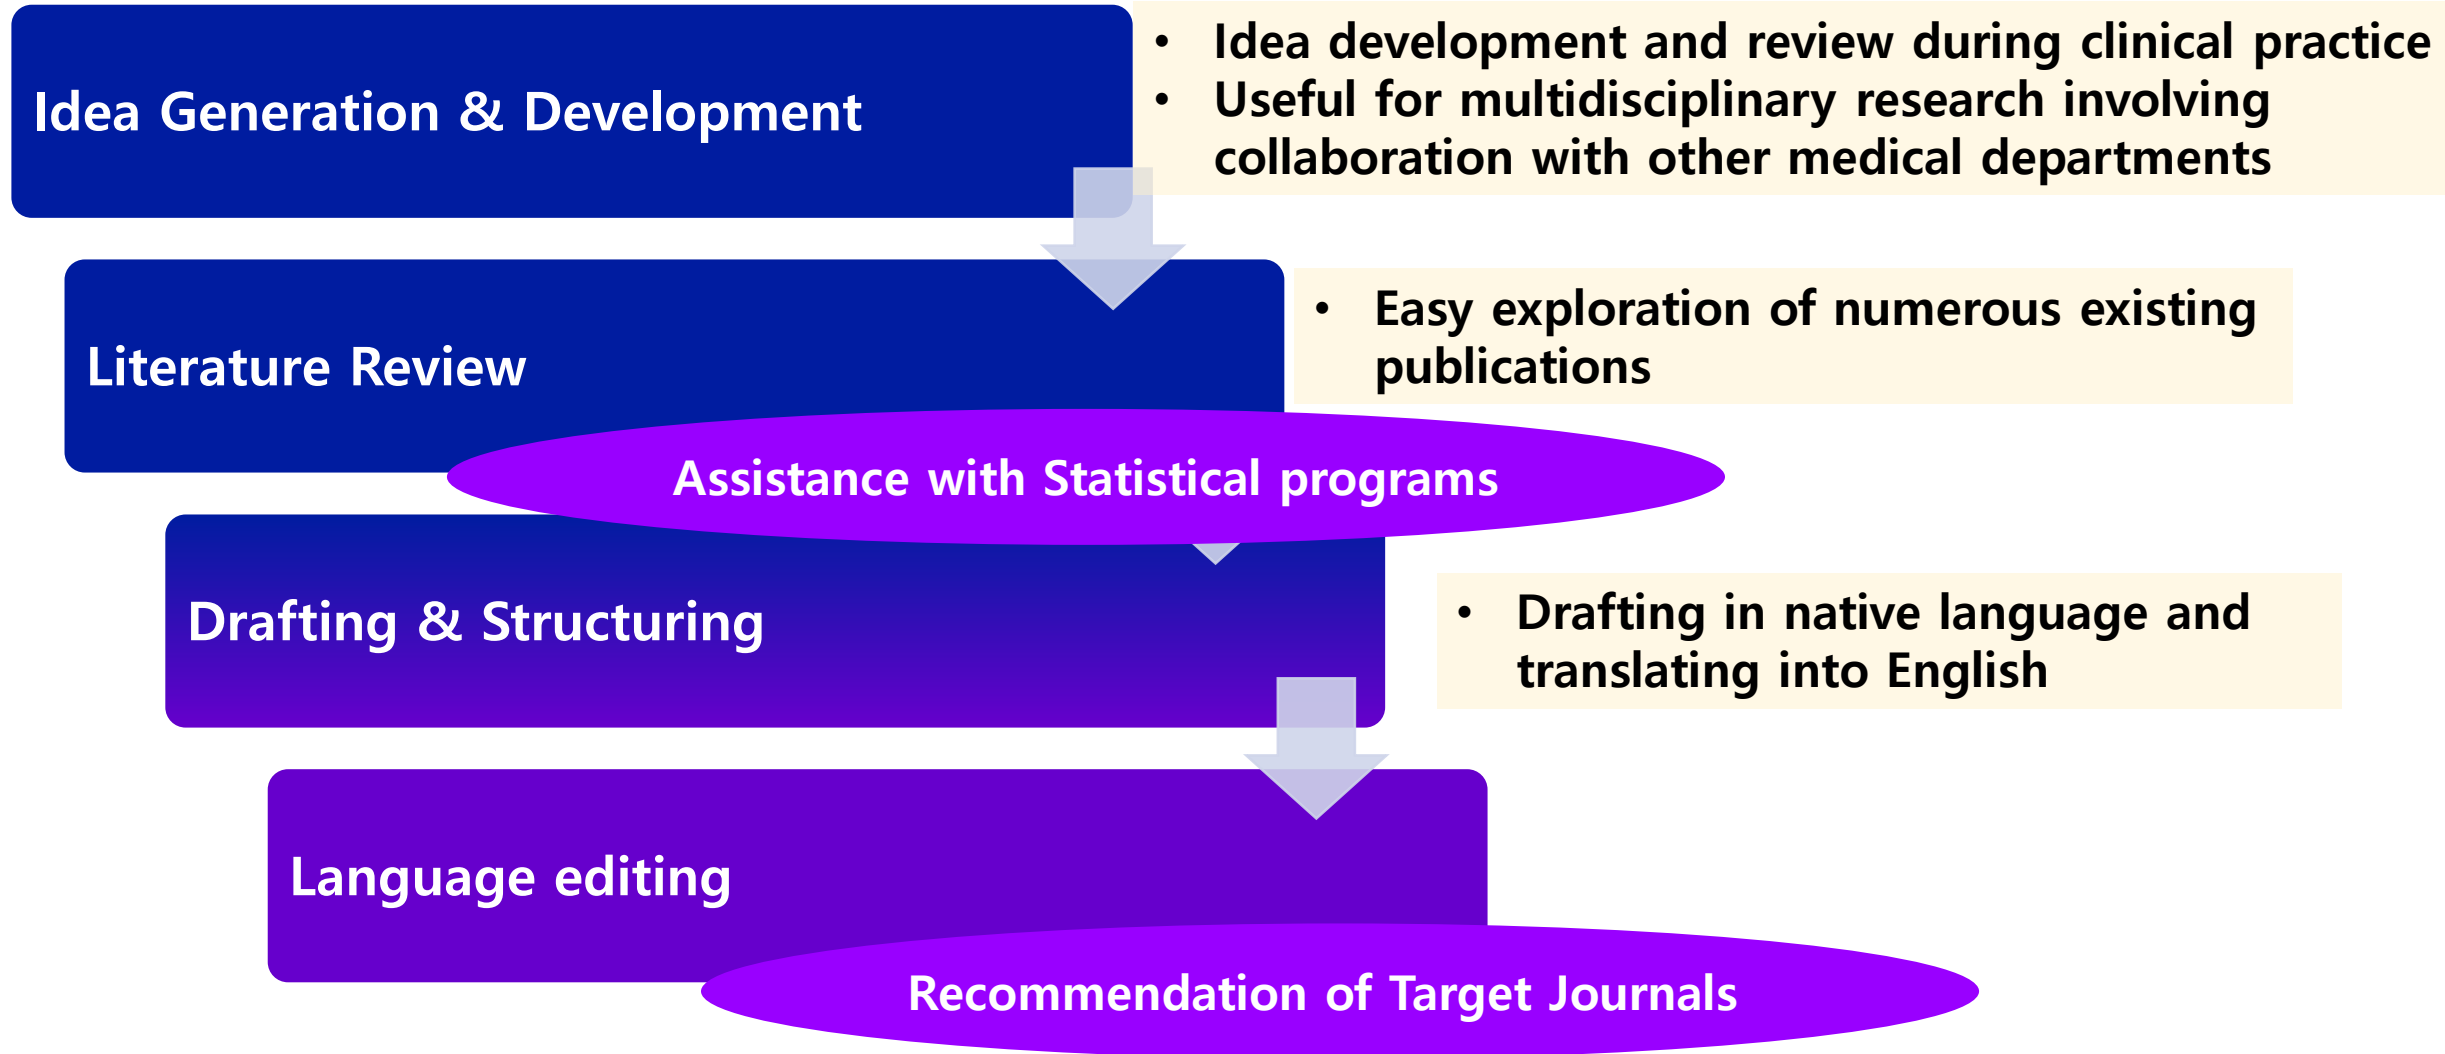 Idea Generation & Development
• Idea development and review during clinical practice
• Useful for multidisciplinary research involving
collaboration with other medical departments
Literature Review
• Easy exploration of numerous existing
publications
Assistance with Statistical programs
Drafting & Structuring
• Drafting in native language and
translating into English
Language editing
Recommendation of Target Journals